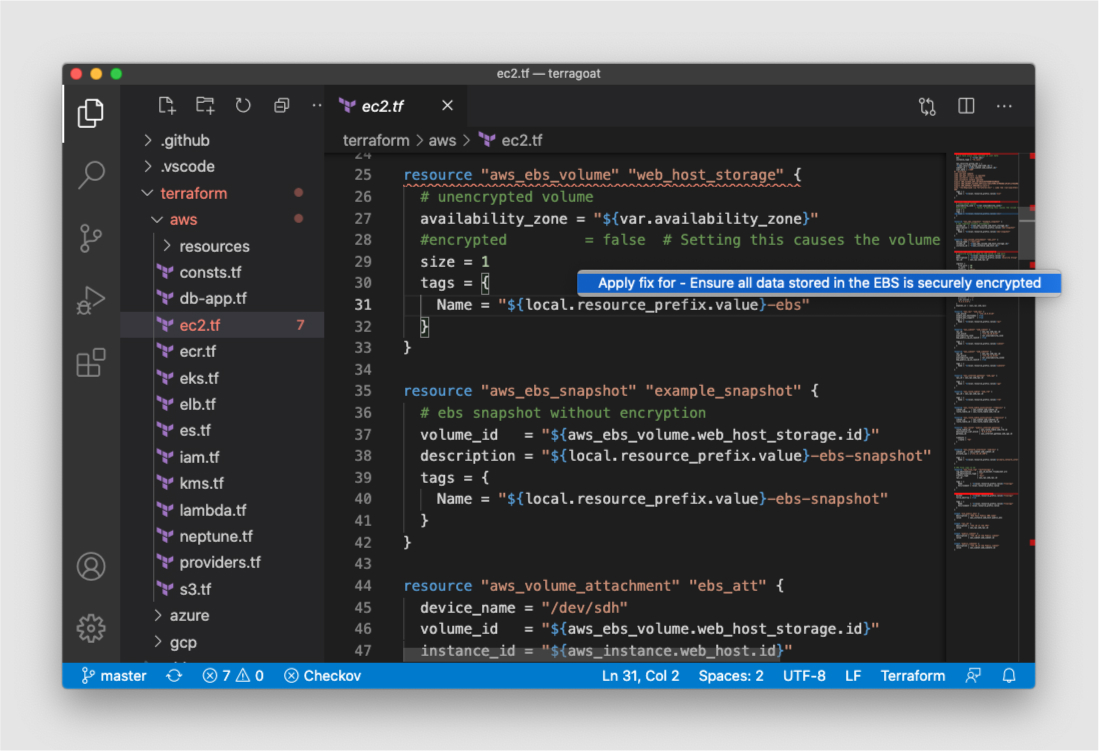 ec2.tf — terragoat
ec2.tf
terraform > aws > ec2.tf
.github
.vscode
terraform
aws
resources
consts.tf
db-app.tf
ec2.tf 7
ecr.tf
eks.tf
elb.tf
es.tf
iam.tf
kms.tf
lambda.tf
neptune.tf
providers.tf
s3.tf
azure
gcp
24
25 resource "aws_ebs_volume" "web_host_storage" {
26 # unencrypted volume
27 availability_zone = "${var.availability_zone}"
28 #encrypted = false # Setting this causes the volume
29 size = 1
30 tags = {
Apply fix for - Ensure all data stored in the EBS is securely encrypted
31 Name = "${local.resource_prefix.value}-ebs"
32 }
33 }
34
35 resource "aws_ebs_snapshot" "example_snapshot" {
36 # ebs snapshot without encryption
37 volume_id = "${aws_ebs_volume.web_host_storage.id}"
38 description = "${local.resource_prefix.value}-ebs-snapshot"
39 tags = {
40 Name = "${local.resource_prefix.value}-ebs-snapshot"
41 }
42 }
43
44 resource "aws_volume_attachment" "ebs_att" {
45 device_name = "/dev/sdh"
46 volume_id = "${aws_ebs_volume.web_host_storage.id}"
47 instance_id = "${aws_instance.web_host.id}"
master 7 0 Checkov Ln 31, Col 2 Spaces: 2 UTF-8 LF Terraform